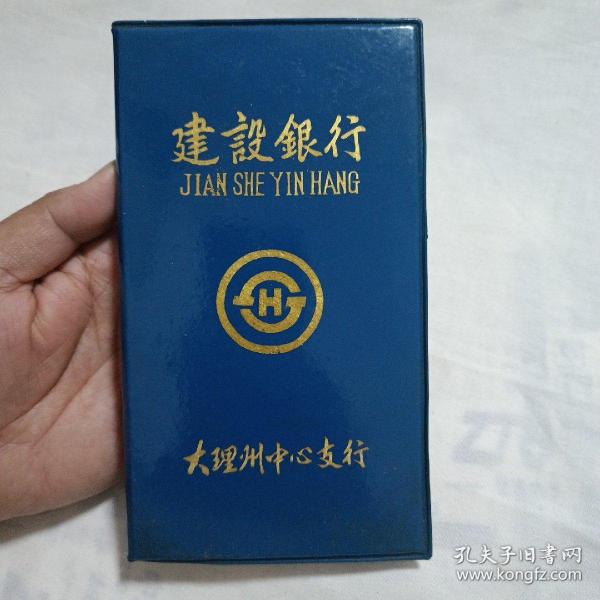 建設銀行
JIAN SHE YIN HANG
H
大理州中心支行
孔夫子旧書网
www.kongfz.com